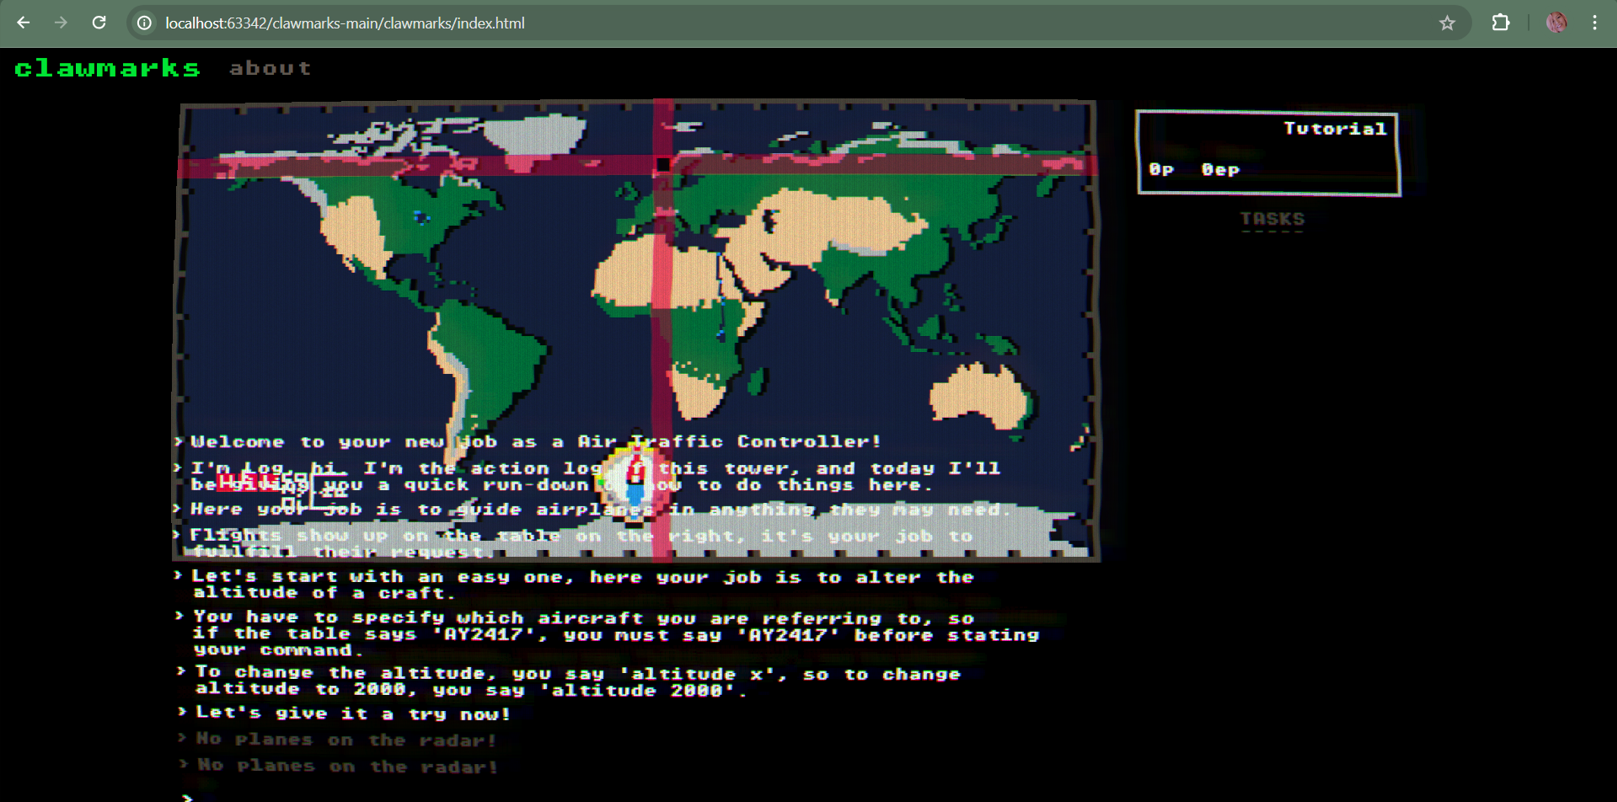 localhost:63342/clawmarks-main/clawmarks/index.html
clawmarks about
Tutorial
0p 0ep
TASKS
> Welcome to your new job as a Air Traffic Controller!
> I'm Log, hi. I'm the action log of this tower, and today I'll
be giving you a quick run-down on how to do things here.
> Here your job is to guide airplanes in anything they may need.
> Flights show up on the table on the right, it's your job to
fullfill their request.
> Let's start with an easy one, here your job is to alter the
altitude of a craft.
> You have to specify which aircraft you are referring to, so
if the table says 'AY2417', you must say 'AY2417' before stating
your command.
> To change the altitude, you say 'altitude x', so to change
altitude to 2000, you say 'altitude 2000'.
> Let's give it a try now!
> No planes on the radar!
> No planes on the radar!
>